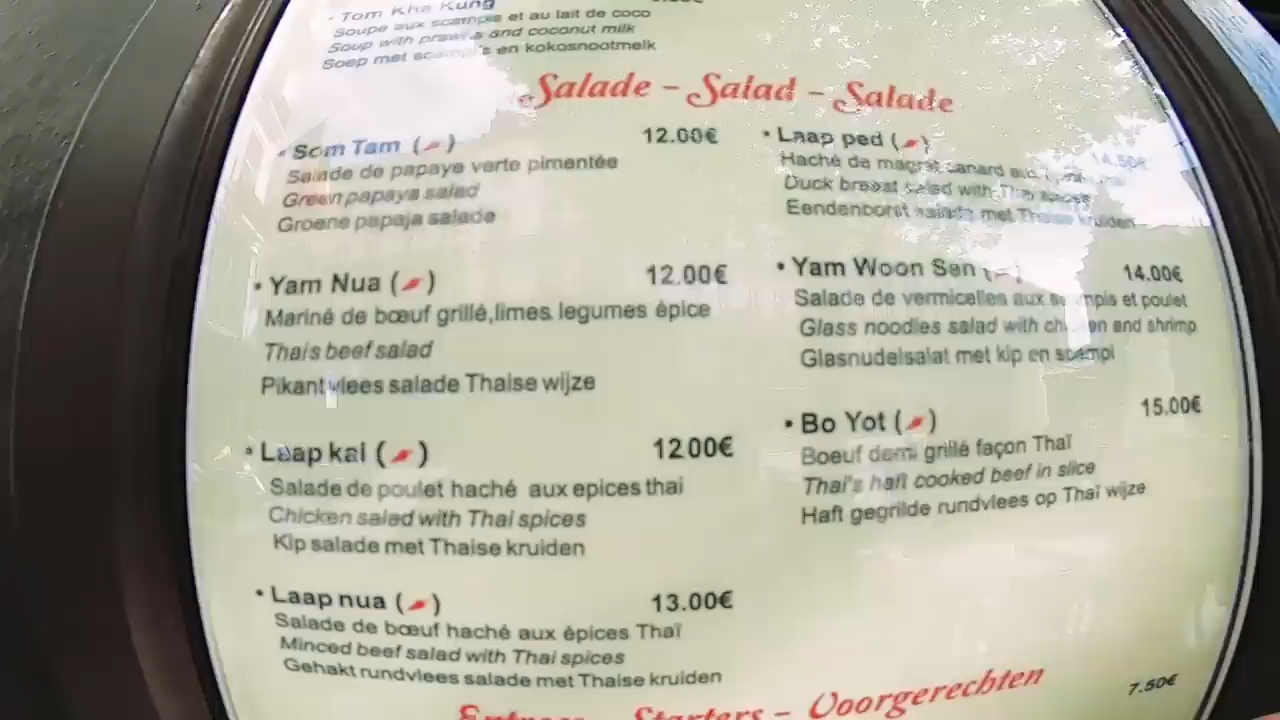 - Tom Kha Kung
Soupe aux scampis et au lait de coco
Soup with prawns and coconut milk
Soep met scampi's en kokosnootmelk
Salade - Salad - Salade
• Som Tam ( ) 12.00€
Salade de papaye verte pimentée
Green papaya salad
Groene papaja salade
• Yam Nua ( ) 12.00€
Mariné de bœuf grillé,limes legumes épice
Thais beef salad
Pikant vlees salade Thaise wijze
• Laap kai ( ) 12.00€
Salade de poulet haché aux epices thai
Chicken salad with Thai spices
Kip salade met Thaise kruiden
• Laap nua ( ) 13.00€
Salade de bœuf haché aux épices Thaï
Minced beef salad with Thai spices
Gehakt rundvlees salade met Thaise kruiden
• Laap ped ( ) 14.50€
Haché de magret canard aux
Duck breast salad with Thai spices
Eendenborst salade met Thaise kruiden
• Yam Woon Sen ( ) 14.00€
Salade de vermicelles aux scampis et poulet
Glass noodles salad with chicken and shrimp
Glasnudelsalat met kip en scampi
• Bo Yot ( ) 15.00€
Boeuf demi grillé façon Thaï
Thai's hafl cooked beef in slice
Haft gegrilde rundvlees op Thaï wijze
Starters - Voorgerechten
7.50€